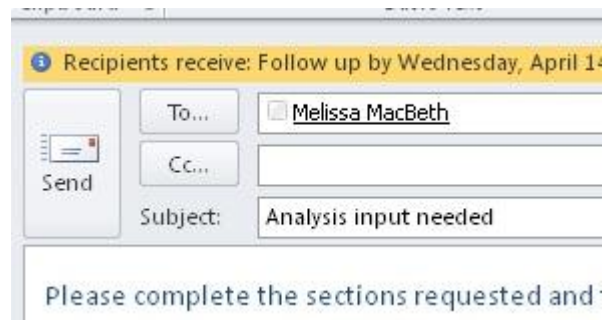 Recipients receive: Follow up by Wednesday, April 14
To...
Melissa MacBeth
Cc...
Send
Subject:
Analysis input needed
Please complete the sections requested and